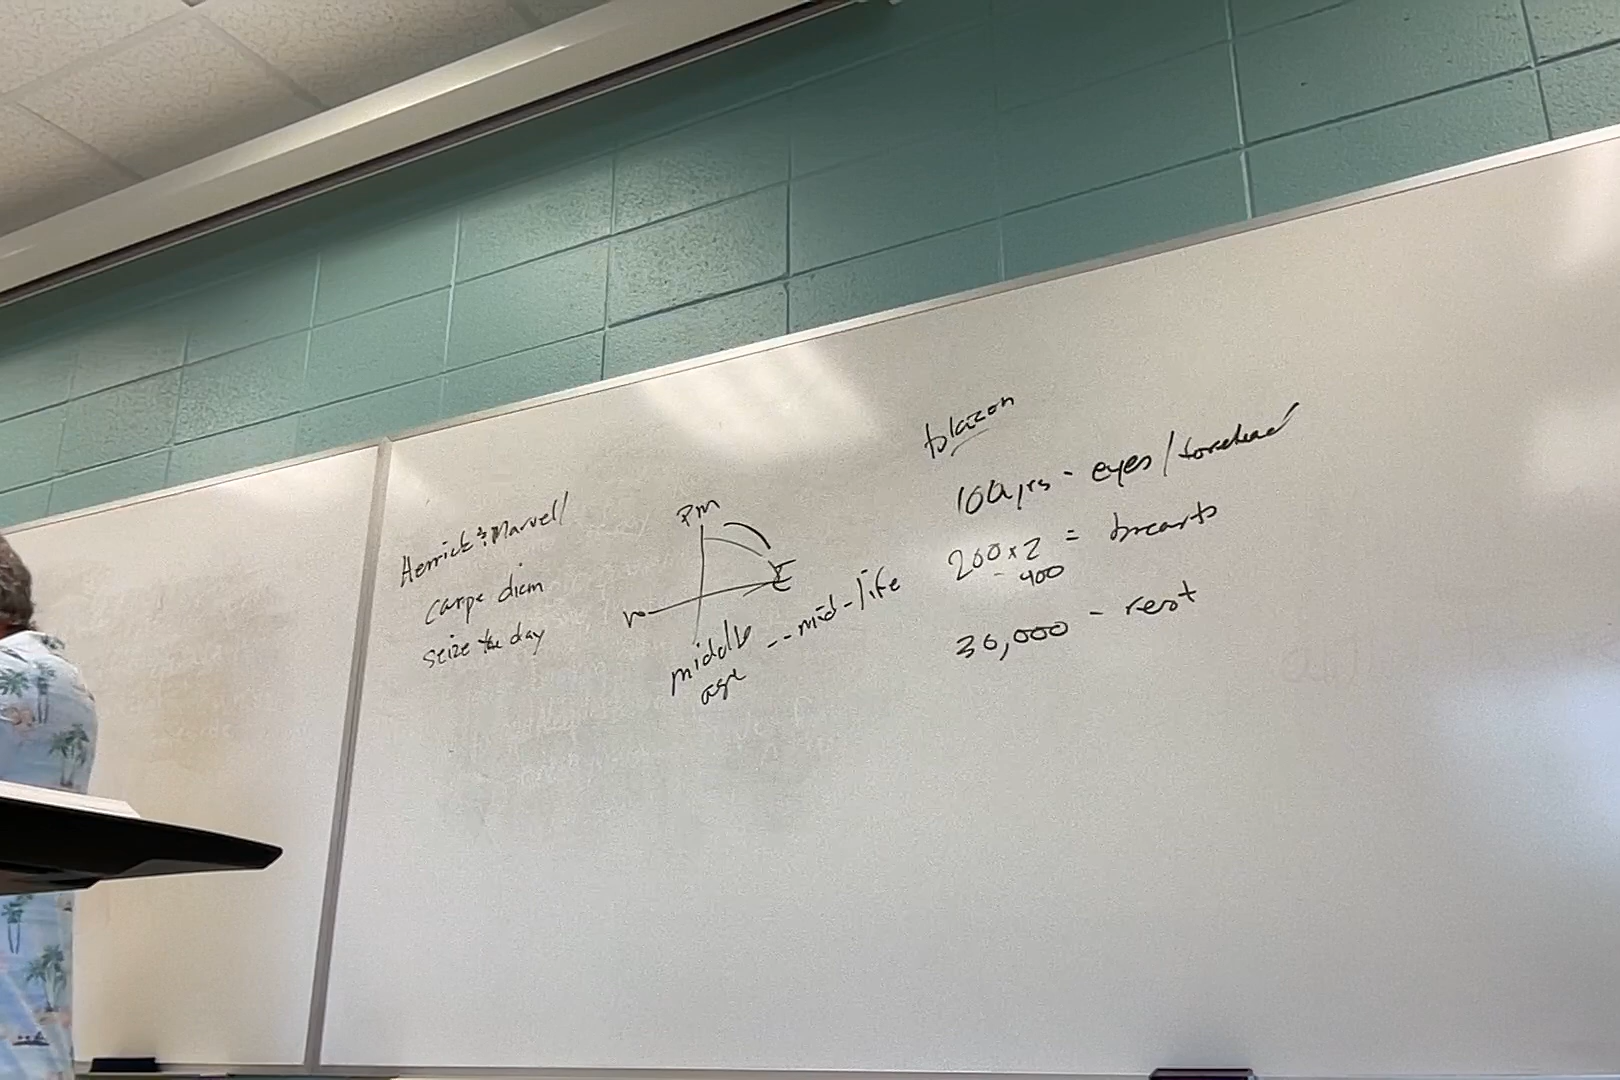 Herrick & Marvell
carpe diem
seize the day
PM
E
middle
age -- mid-life
blazon
100 yrs - eyes/forehead
200 x 2 = breasts
- 400
30,000 - rest